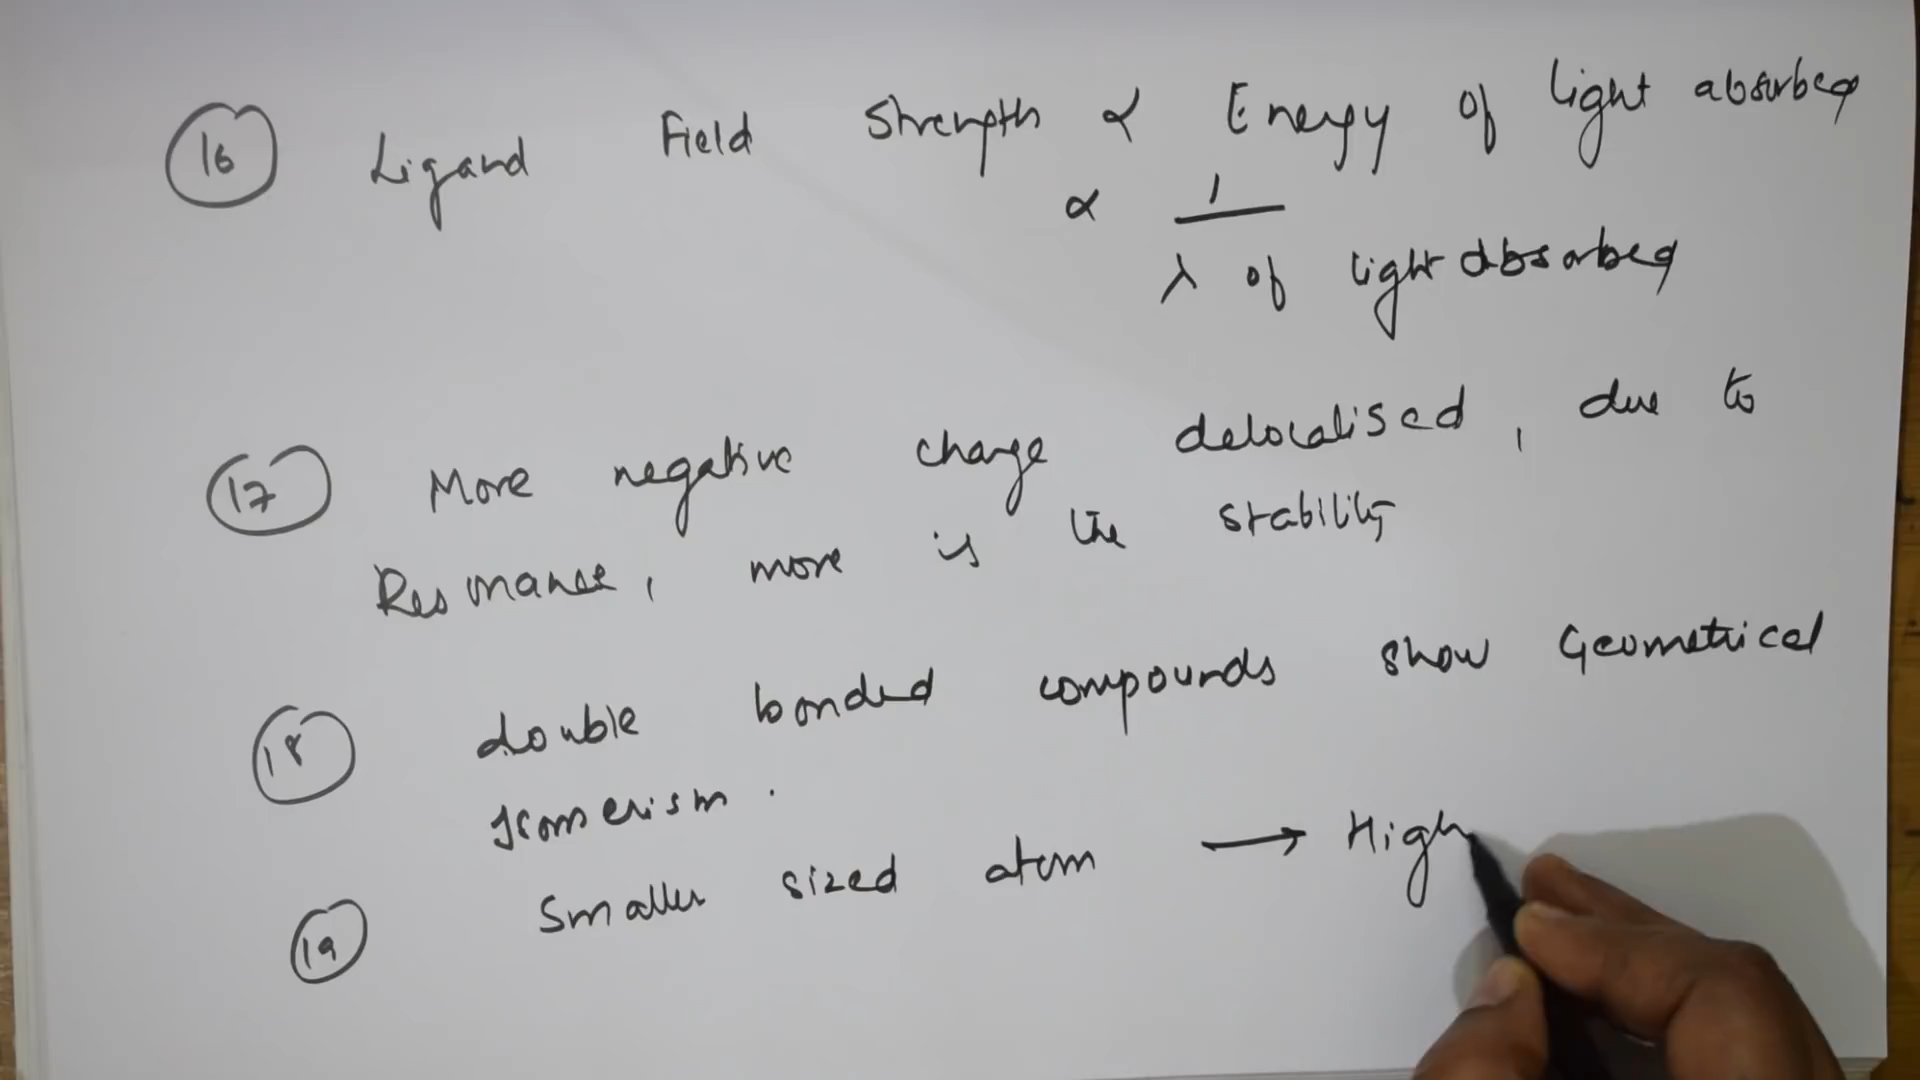 16 Ligand Field Strength ∝ Energy of light absorbed
∝ 1
λ of light absorbed
17 More negative charge delocalised, due to
Resonance, more is the stability
18 double bonded compounds show Geometrical
Isomerism.
19 Smaller sized atom → High